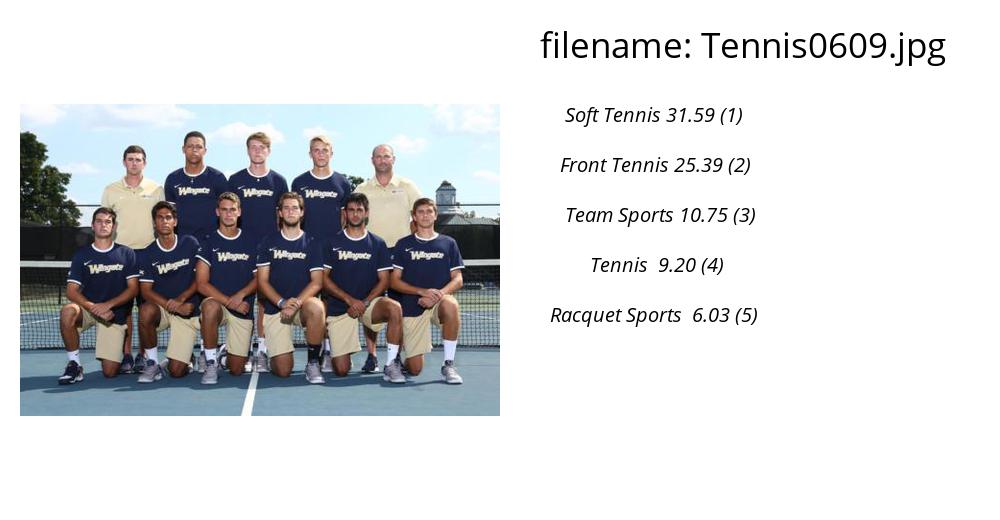 filename: Tennis0609.jpg
Soft Tennis 31.59 (1)
Front Tennis 25.39 (2)
Team Sports 10.75 (3)
Tennis 9.20 (4)
Racquet Sports 6.03 (5)
Wingate Wingate Wingate
Wingate Wingate Wingate Wingate Wingate Wingate